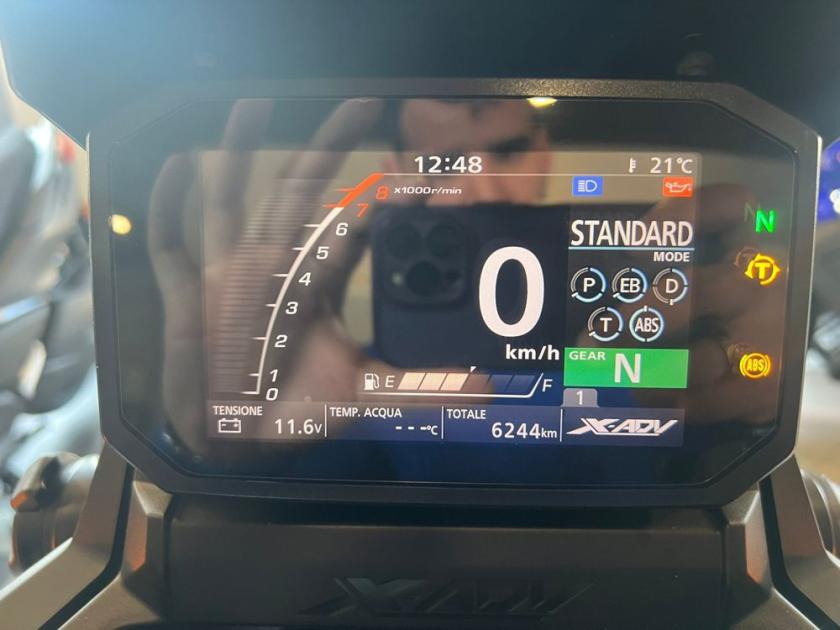 12:48
21°C
8 x1000r/min
7
6
5
4
3
2
1
0
STANDARD
MODE
P EB D
T ABS
0
km/h
GEAR N
E F
1
TENSIONE
11.6v
TEMP. ACQUA
---°C
TOTALE
6244km
X-ADV
N
T
ABS
X-ADV